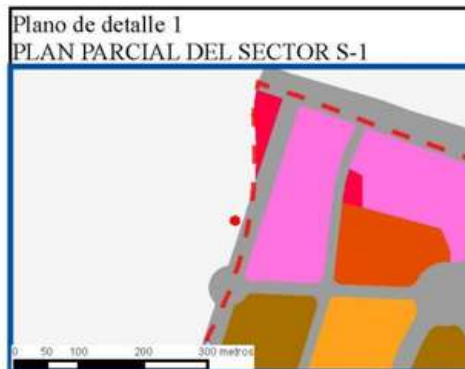 Plano de detalle 1
PLAN PARCIAL DEL SECTOR S-1
0 50 100 200 300 metros